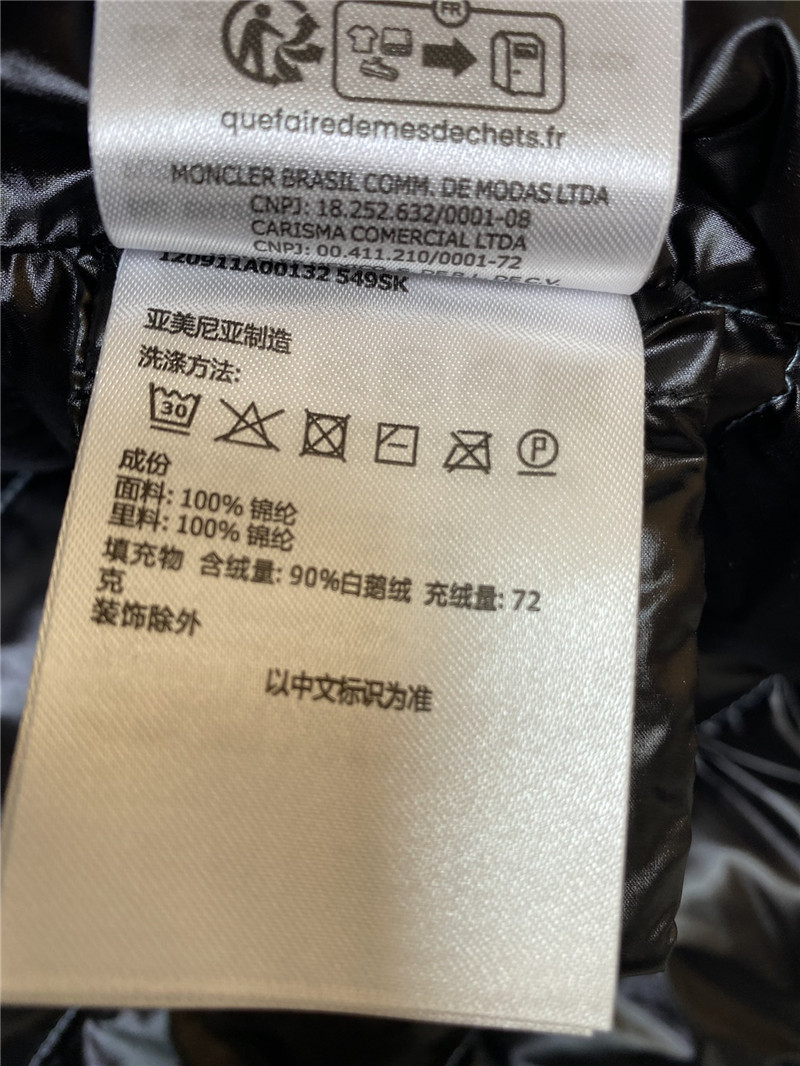 FR
quefairedemesdechets.fr
MONCLER BRASIL COMM. DE MODAS LTDA
CNPJ: 18.252.632/0001-08
CARISMA COMERCIAL LTDA
CNPJ: 00.411.210/0001-72
120911A00132 549SK
亚美尼亚制造
洗涤方法:
30
P
成份
面料: 100% 锦纶
里料: 100% 锦纶
填充物 含绒量: 90%白鹅绒 充绒量: 72
克
装饰除外
以中文标识为准